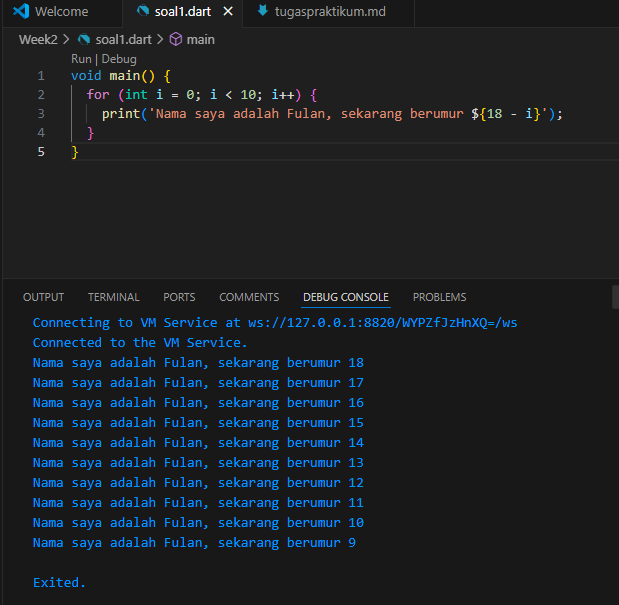 Welcome soal1.dart tugaspraktikum.md
Week2 > soal1.dart > main
Run | Debug
1 void main() {
2 for (int i = 0; i < 10; i++) {
3 print('Nama saya adalah Fulan, sekarang berumur ${18 - i}');
4 }
5 }
OUTPUT TERMINAL PORTS COMMENTS DEBUG CONSOLE PROBLEMS
Connecting to VM Service at ws://127.0.0.1:8820/WYPZfJzHnXQ=/ws
Connected to the VM Service.
Nama saya adalah Fulan, sekarang berumur 18
Nama saya adalah Fulan, sekarang berumur 17
Nama saya adalah Fulan, sekarang berumur 16
Nama saya adalah Fulan, sekarang berumur 15
Nama saya adalah Fulan, sekarang berumur 14
Nama saya adalah Fulan, sekarang berumur 13
Nama saya adalah Fulan, sekarang berumur 12
Nama saya adalah Fulan, sekarang berumur 11
Nama saya adalah Fulan, sekarang berumur 10
Nama saya adalah Fulan, sekarang berumur 9
Exited.